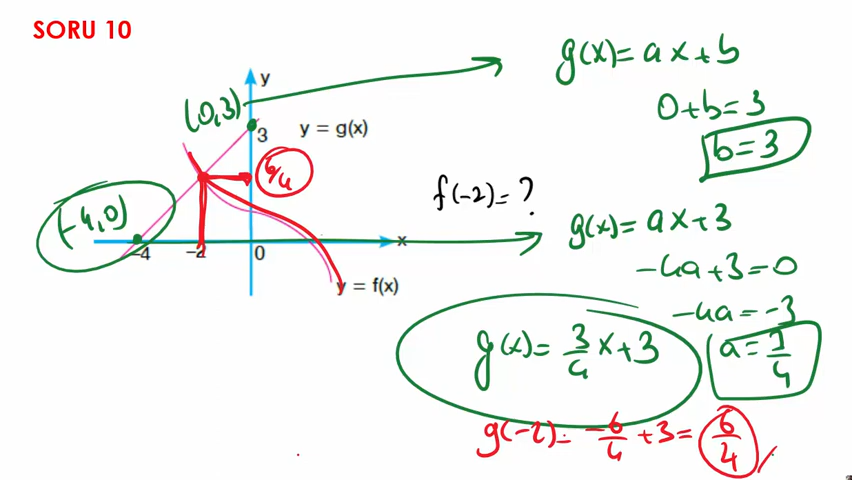 SORU 10
y
(0,3)
3
y = g(x)
6/4
(-4,0)
-4
-2
0
x
y = f(x)
f(-2) = ?
g(x) = ax+b
0+b=3
b=3
g(x) = ax+3
-4a+3=0
-4a=-3
a=3/4
g(x) = 3/4 x+3
g(-2) = -6/4 +3 = 6/4